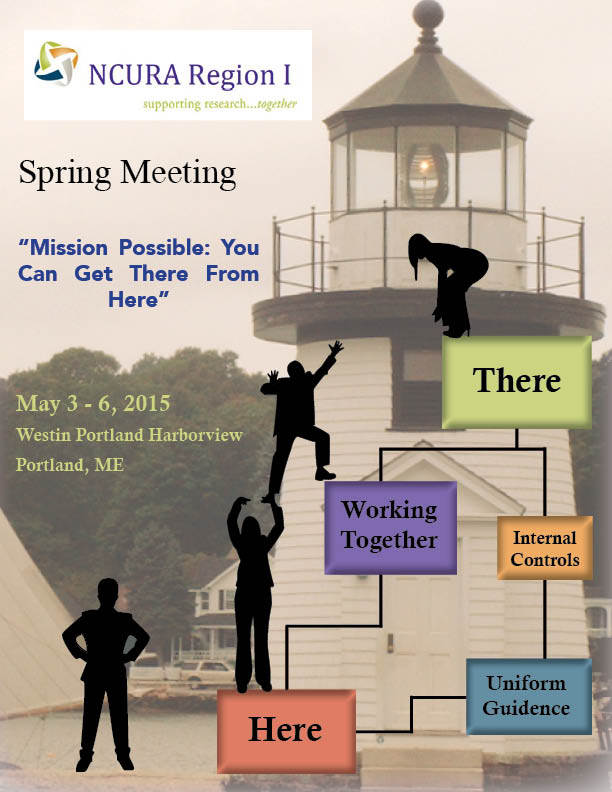 NCURA Region I
supporting research...together
Spring Meeting
"Mission Possible: You
Can Get There From
Here"
May 3 - 6, 2015
Westin Portland Harborview
Portland, ME
There
Working
Together
Internal
Controls
Uniform
Guidence
Here